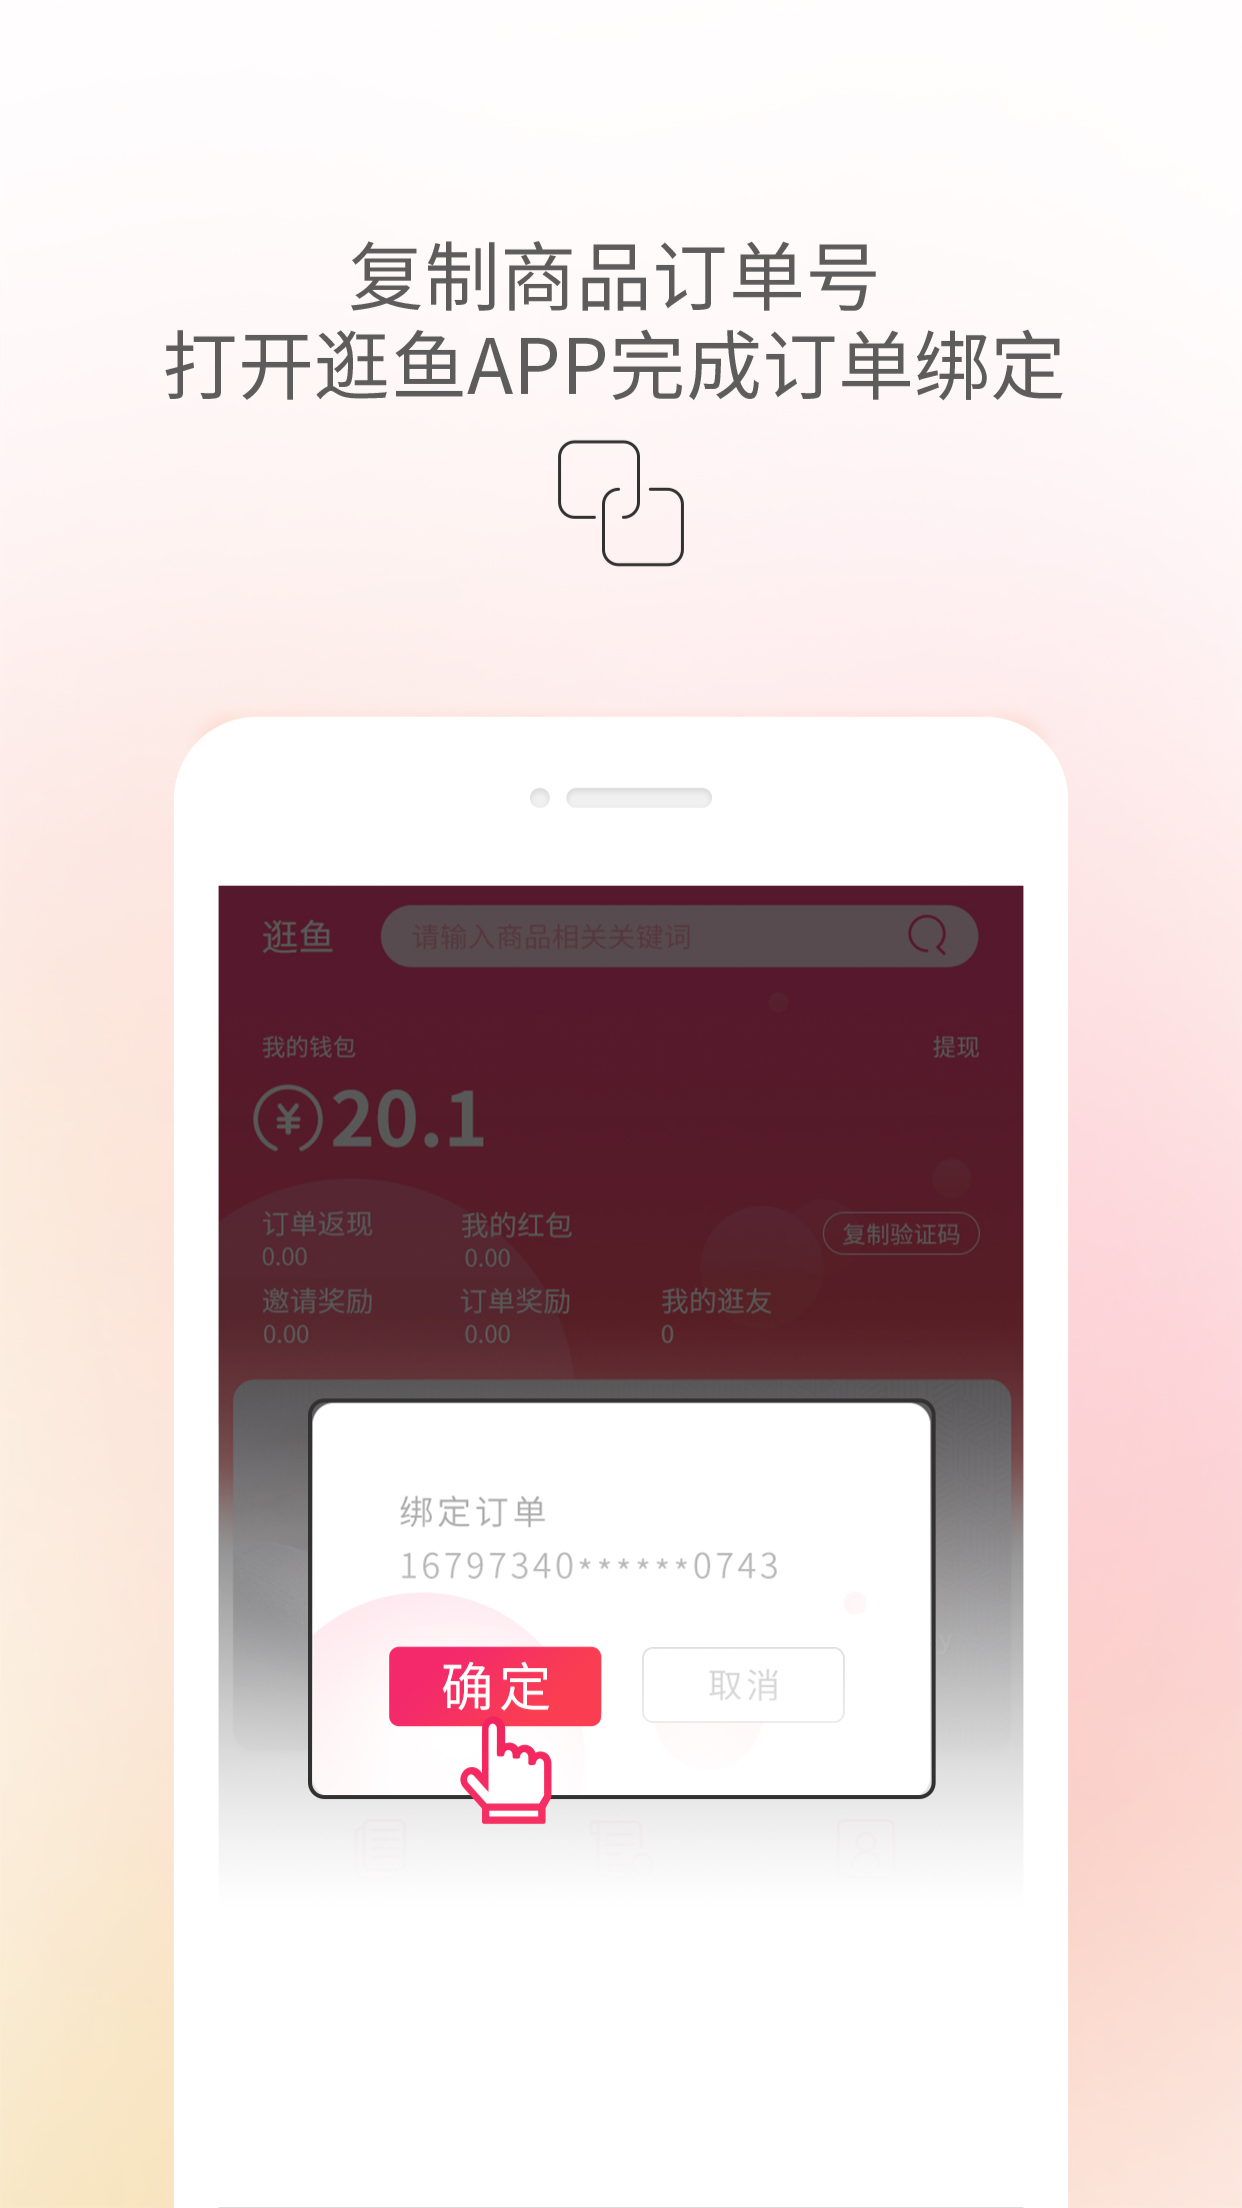 复制商品订单号
打开逛鱼APP完成订单绑定
逛鱼
请输入商品相关关键词
我的钱包
提现
¥ 20.1
订单返现 我的红包 复制验证码
0.00 0.00
邀请奖励 订单奖励 我的逛友
0.00 0.00 0
绑定订单
16797340******0743
确定 取消